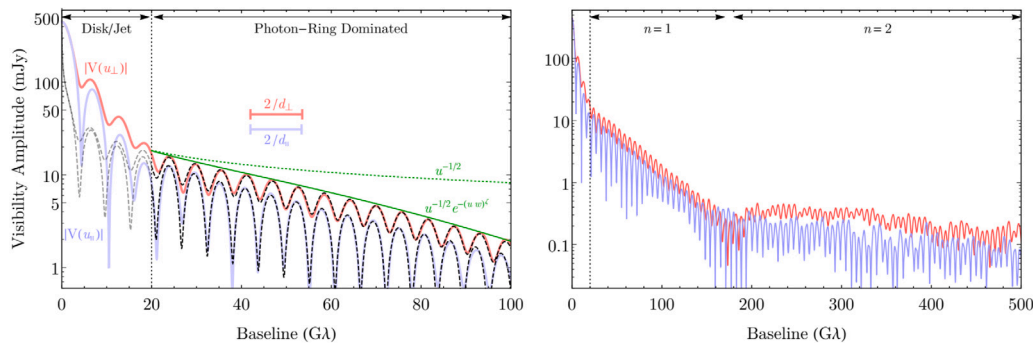 Disk/Jet
Photon-Ring Dominated
|V(u⊥)|
2/d⊥
2/d∥
u^{-1/2}
u^{-1/2}e^{-(u w)^ζ}
|V(u∥)|
500
100
50
10
5
1
0
20
40
60
80
100
Visibility Amplitude (mJy)
Baseline (Gλ)
n=1
n=2
100
10
1
0.1
0
100
200
300
400
500
Baseline (Gλ)